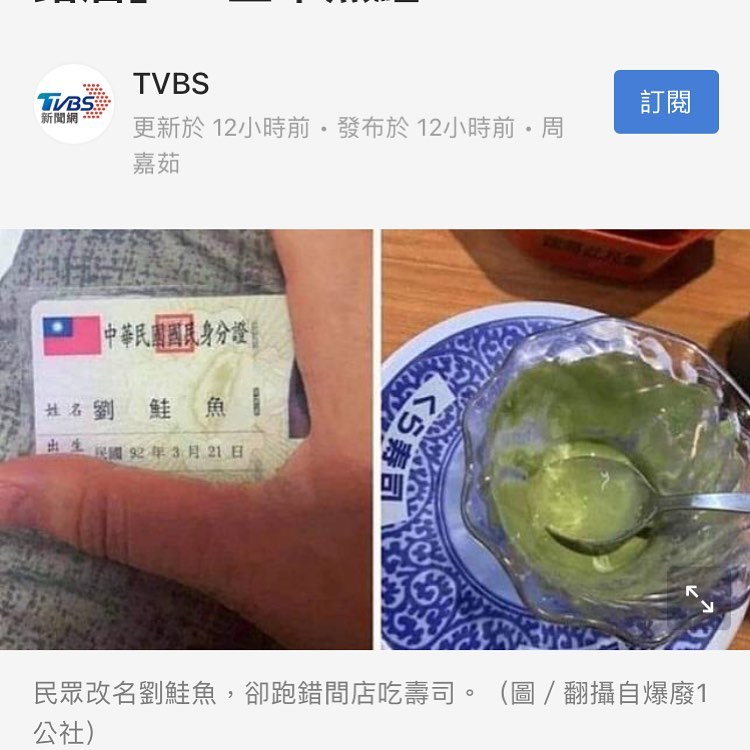 TVBS
TVBS
新聞網
訂閱
更新於 12小時前・發布於 12小時前・周
嘉茹
中華民國國民身分證
姓名 劉 鮭 魚
出生 民國 92 年 3 月 21 日
くら寿司
民眾改名劉鮭魚，卻跑錯間店吃壽司。（圖／翻攝自爆廢1
公社）